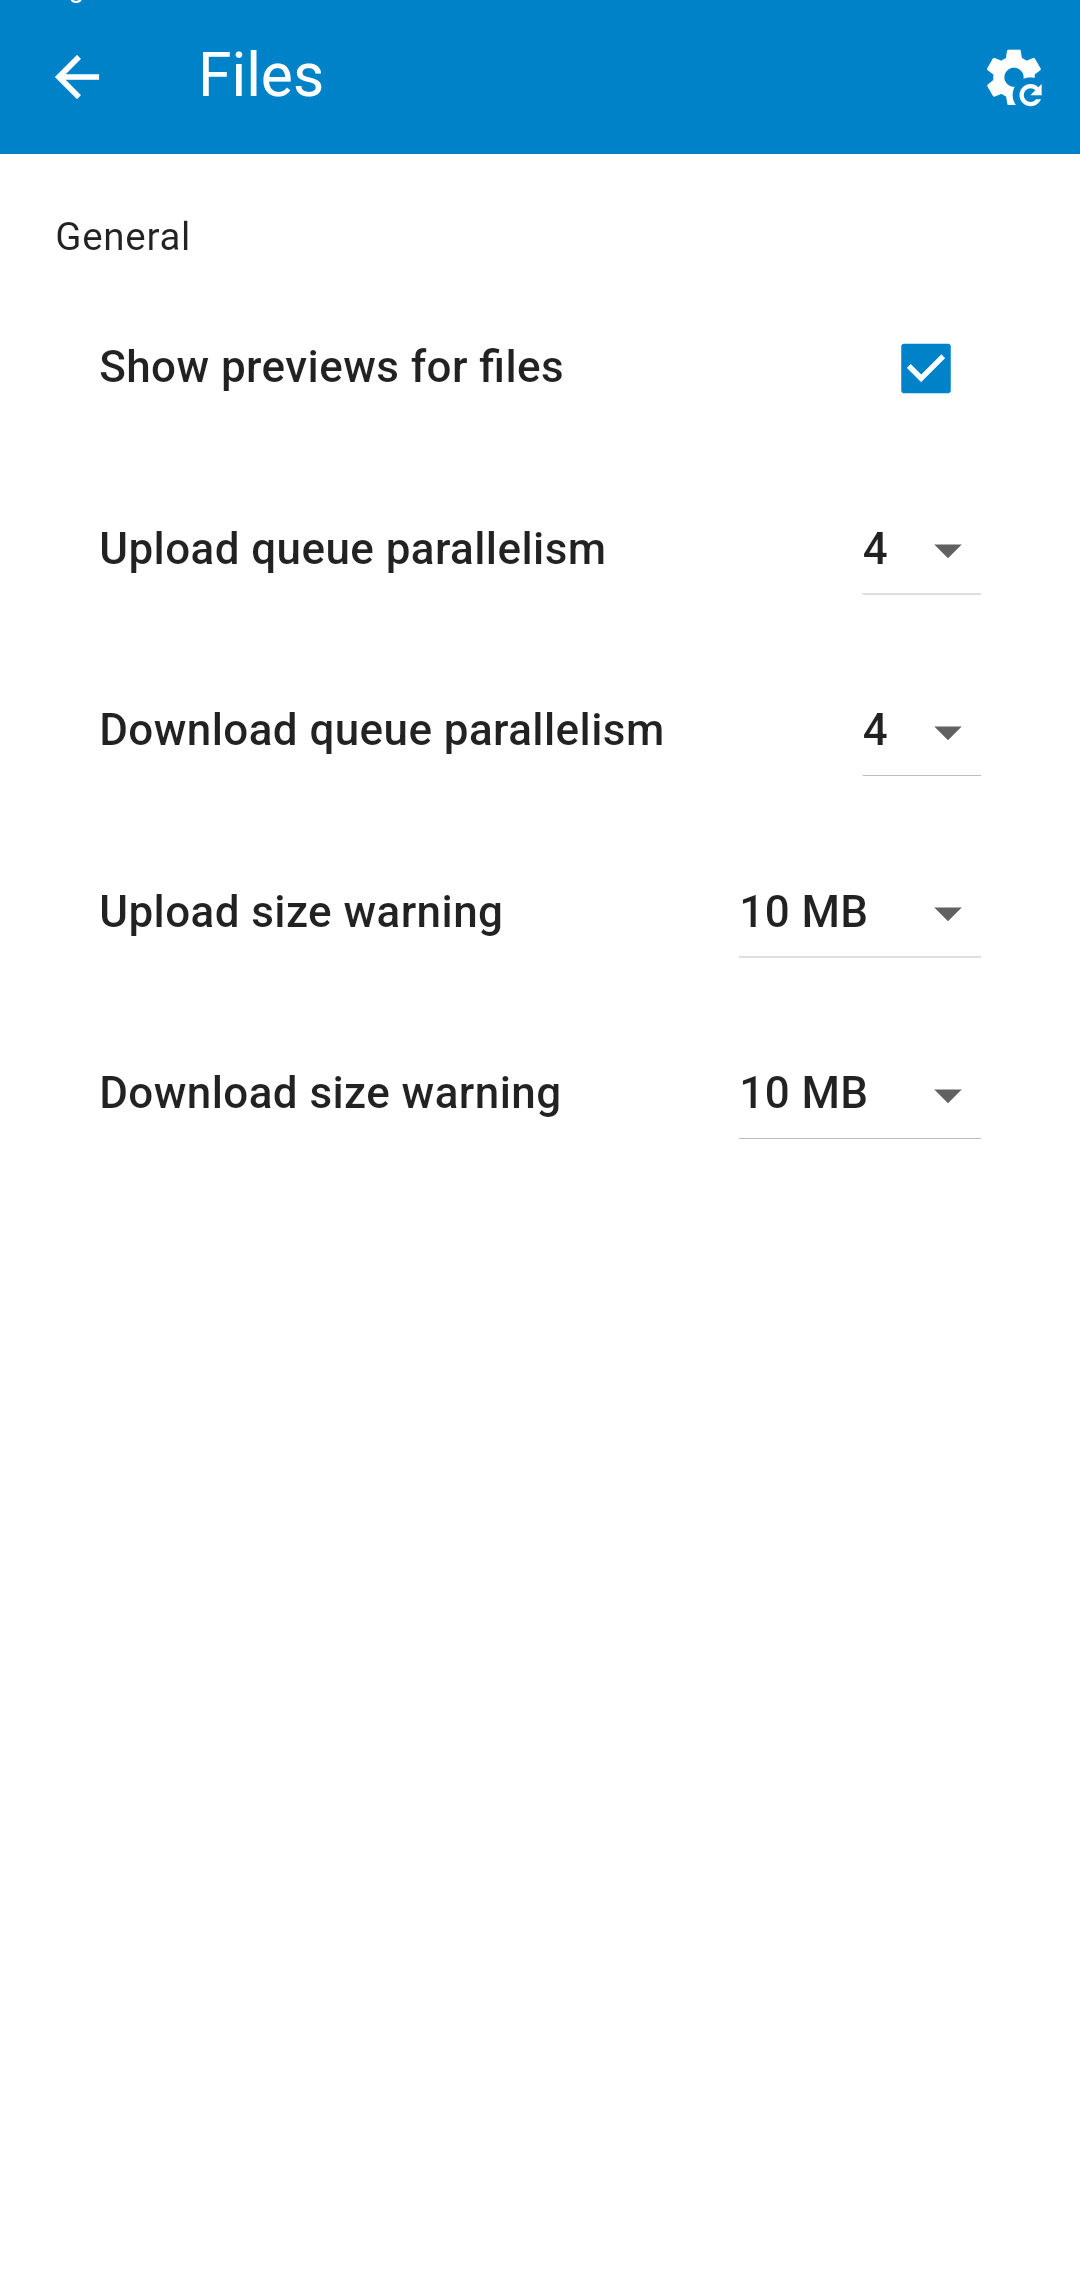 Files
General
Show previews for files
Upload queue parallelism 4
Download queue parallelism 4
Upload size warning 10 MB
Download size warning 10 MB